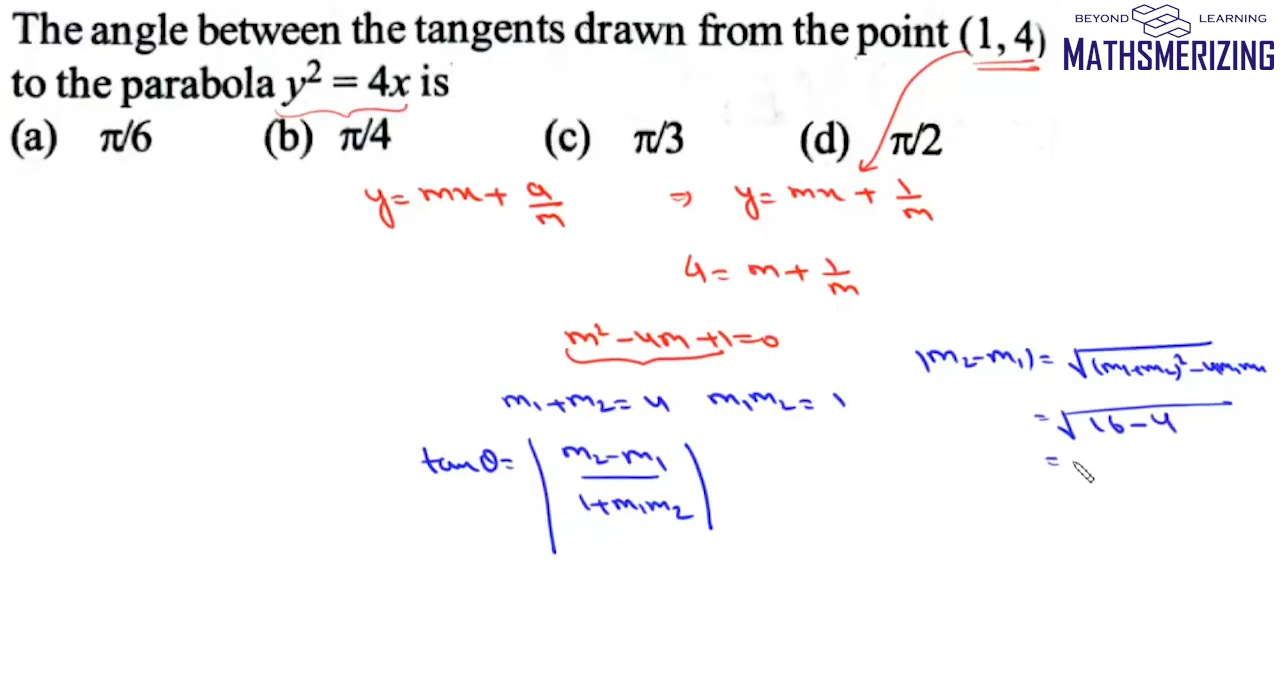 The angle between the tangents drawn from the point (1, 4)
to the parabola y² = 4x is
BEYOND LEARNING
MATHSMERIZING
(a) π/6 (b) π/4 (c) π/3 (d) π/2
y = mx + a/m ⇒ y = mx + 1/m
4 = m + 1/m
m² - 4m + 1 = 0
m₁ + m₂ = 4 m₁m₂ = 1
|m₂ - m₁| = √(m₁+m₂)² - 4m₁m₂
= √16 - 4
=
tan θ = |m₂ - m₁ / 1 + m₁m₂|